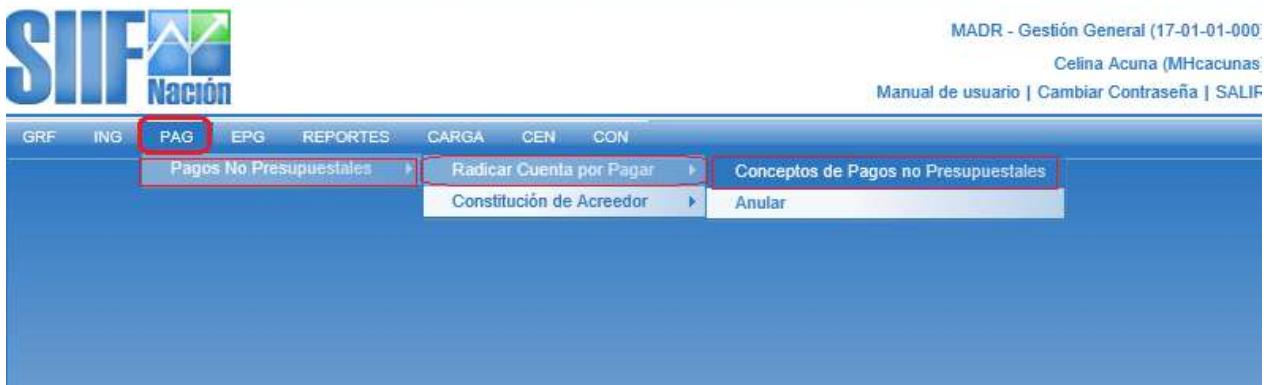 SIIF
Nación
MADR - Gestión General (17-01-01-000)
Celina Acuna (MHcacunas)
Manual de usuario | Cambiar Contraseña | SALIR
GRF ING PAG EPG REPORTES CARGA CEN CON
Pagos No Presupuestales Radicar Cuenta por Pagar Conceptos de Pagos no Presupuestales
Constitución de Acreedor Anular